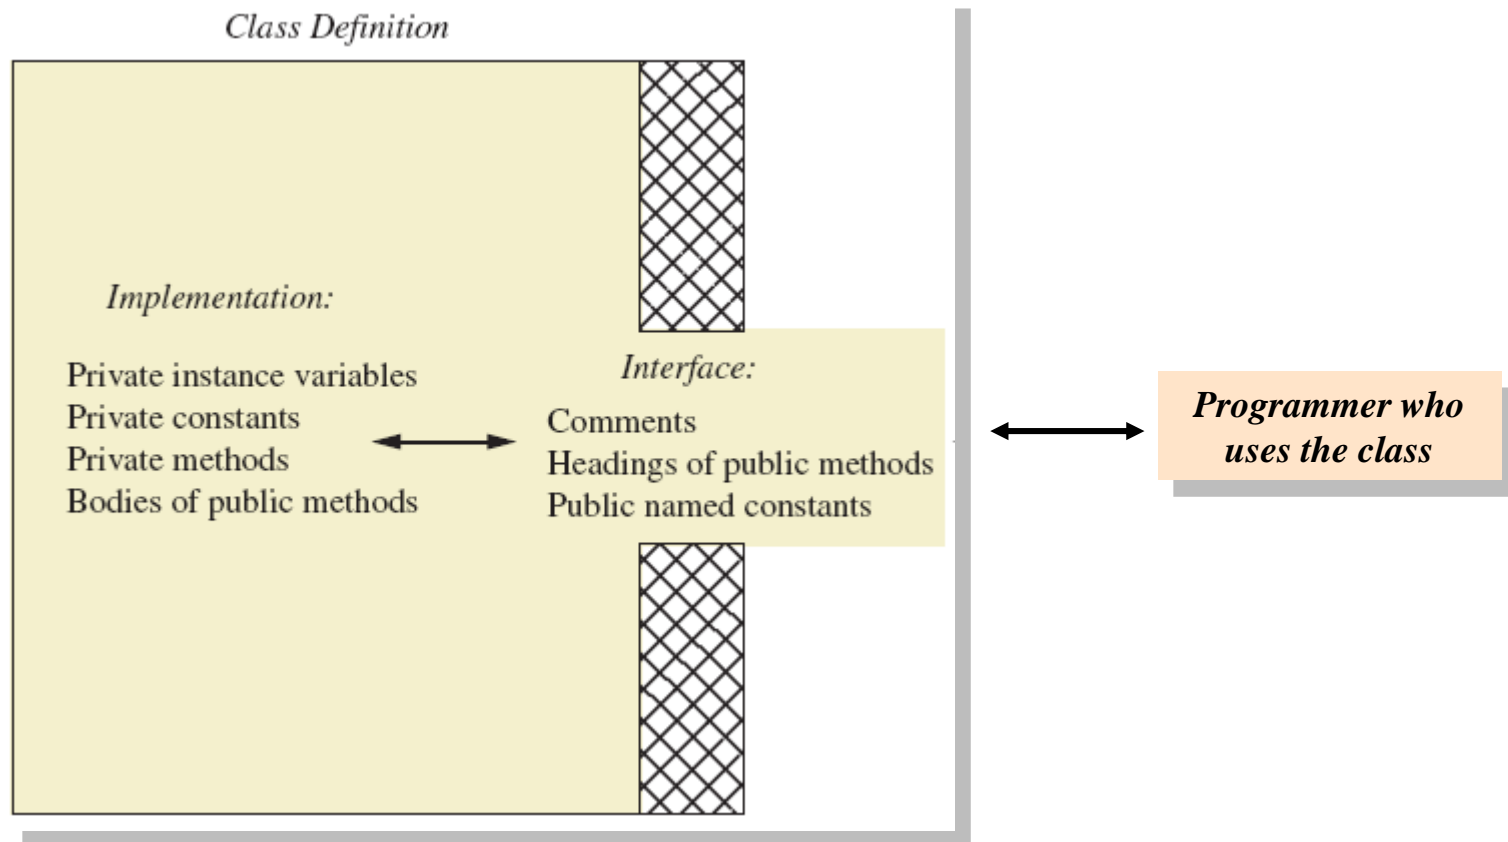 Class Definition
Implementation:
Private instance variables
Private constants
Private methods
Bodies of public methods
Interface:
Comments
Headings of public methods
Public named constants
Programmer who
uses the class